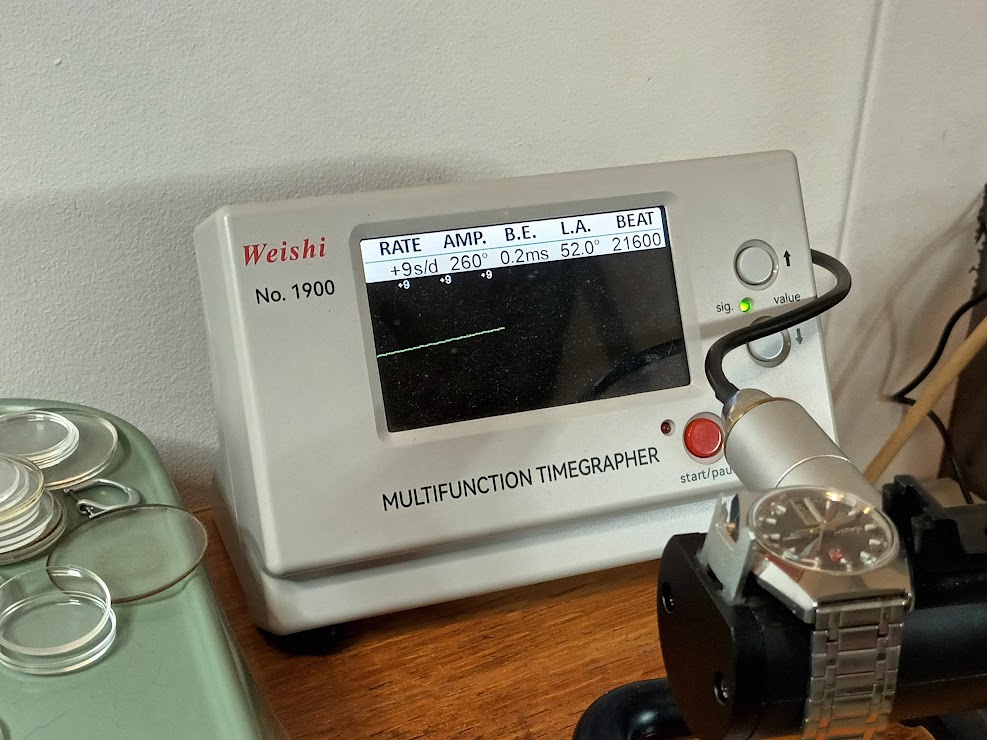 Weishi
No. 1900
RATE AMP. B.E. L.A. BEAT
+9s/d 260° 0.2ms 52.0° 21600
+9 +9 +9
↑
sig. value
↓
start/pau
MULTIFUNCTION TIMEGRAPHER